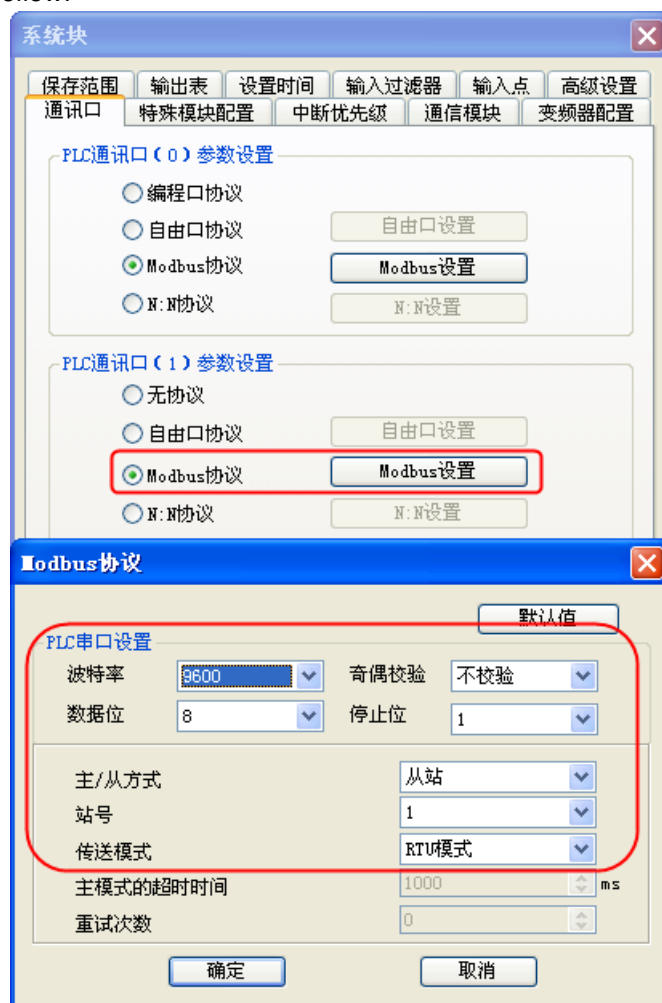 系统块
保存范围 输出表 设置时间 输入过滤器 输入点 高级设置
通讯口 特殊模块配置 中断优先级 通信模块 变频器配置
PLC通讯口(0)参数设置
编程口协议
自由口协议 自由口设置
Modbus协议 Modbus设置
N:N协议 N:N设置
PLC通讯口(1)参数设置
无协议
自由口协议 自由口设置
Modbus协议 Modbus设置
N:N协议 N:N设置
Modbus协议
默认值
PLC串口设置
波特率 9600 奇偶校验 不校验
数据位 8 停止位 1
主/从方式 从站
站号 1
传送模式 RTU模式
主模式的超时时间 1000 ms
重试次数 0
确定 取消